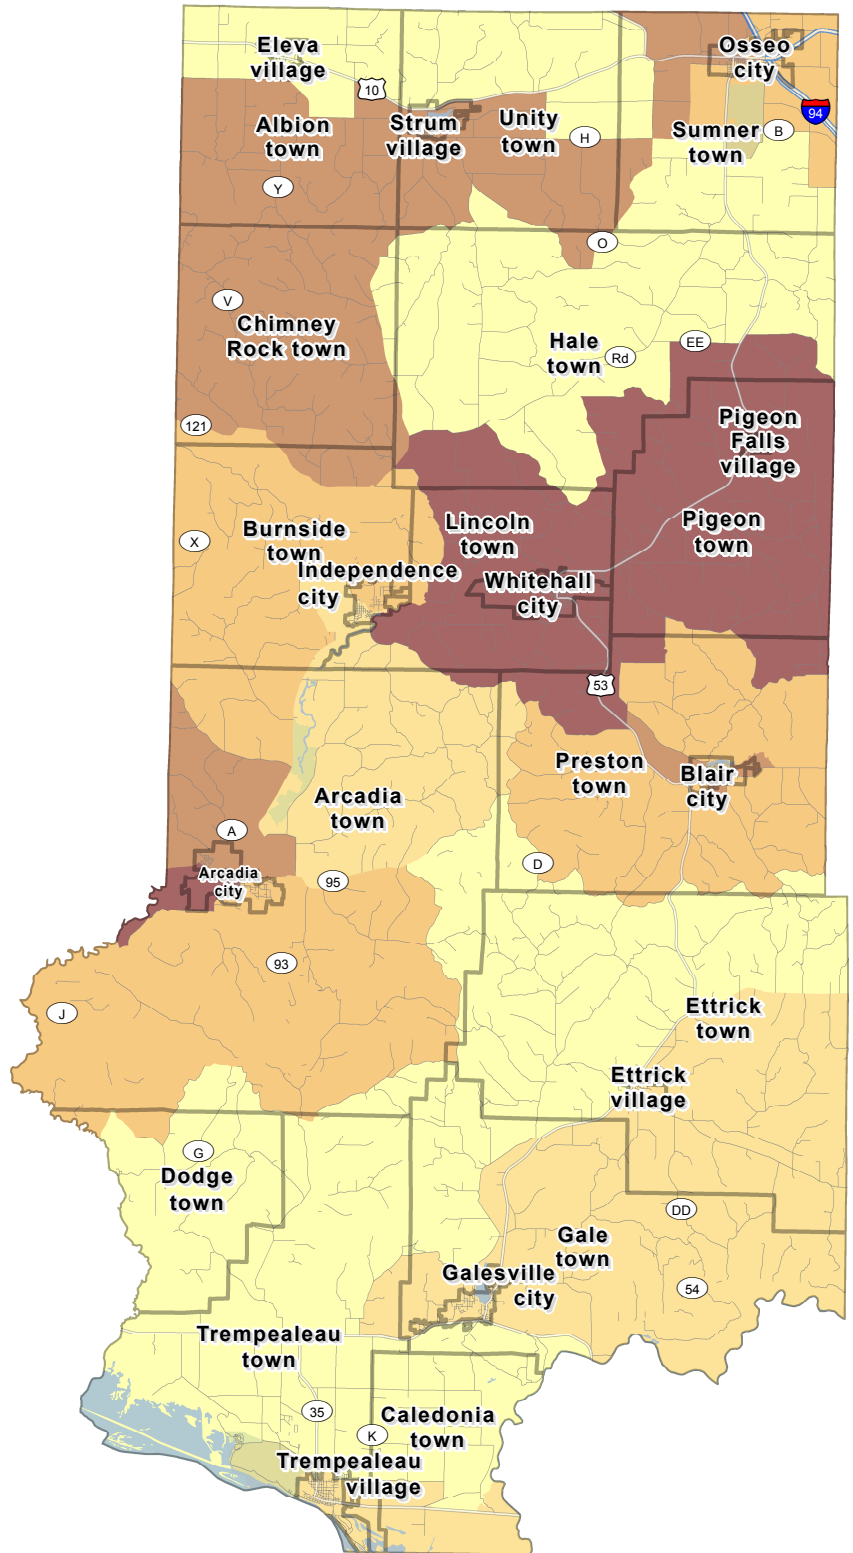 Eleva
village
Osseo
city
10
94
Albion
town
Strum
village
Unity
town
H
Sumner
town
B
Y
O
V
Chimney
Rock town
Hale
town
Rd
EE
121
Pigeon
Falls
village
X
Burnside
town
Lincoln
town
Pigeon
town
Independence
city
Whitehall
city
53
Preston
town
Blair
city
Arcadia
town
A
D
Arcadia
city
95
93
J
Ettrick
town
Ettrick
village
G
Dodge
town
DD
Gale
town
Galesville
city
54
Trempealeau
town
35
Caledonia
town
K
Trempealeau
village